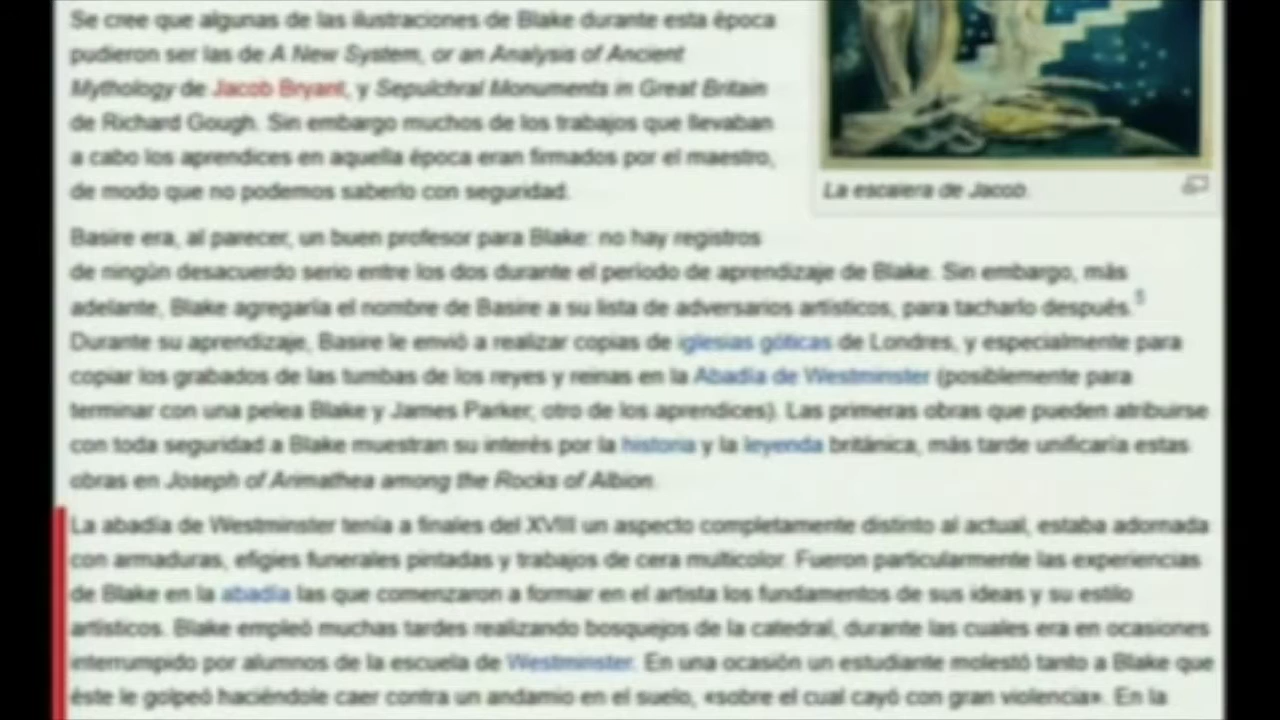 Se cree que algunas de las ilustraciones de Blake durante esta época
pudieron ser las de A New System, or an Analysis of Ancient
Mythology de Jacob Bryant, y Sepulchral Monuments in Great Britain
de Richard Gough. Sin embargo muchos de los trabajos que llevaban
a cabo los aprendices en aquella época eran firmados por el maestro,
de modo que no podemos saberlo con seguridad.
La escalera de Jacob.
Basire era, al parecer, un buen profesor para Blake: no hay registros
de ningún desacuerdo serio entre los dos durante el período de aprendizaje de Blake. Sin embargo, más
adelante, Blake agregaría el nombre de Basire a su lista de adversarios artísticos, para tacharlo después.5
Durante su aprendizaje, Basire le envió a realizar copias de iglesias góticas de Londres, y especialmente para
copiar los grabados de las tumbas de los reyes y reinas en la Abadía de Westminster (posiblemente para
terminar con una pelea Blake y James Parker, otro de los aprendices). Las primeras obras que pueden atribuirse
con toda seguridad a Blake muestran su interés por la historia y la leyenda británica, más tarde unificaría estas
obras en Joseph of Arimathea among the Rocks of Albion.
La abadía de Westminster tenía a finales del XVIII un aspecto completamente distinto al actual, estaba adornada
con armaduras, efigies funerales pintadas y trabajos de cera multicolor. Fueron particularmente las experiencias
de Blake en la abadía las que comenzaron a formar en el artista los fundamentos de sus ideas y su estilo
artísticos. Blake empleó muchas tardes realizando bosquejos de la catedral, durante las cuales era en ocasiones
interrumpido por alumnos de la escuela de Westminster. En una ocasión un estudiante molestó tanto a Blake que
éste le golpeó haciéndole caer contra un andamio en el suelo, «sobre el cual cayó con gran violencia». En la